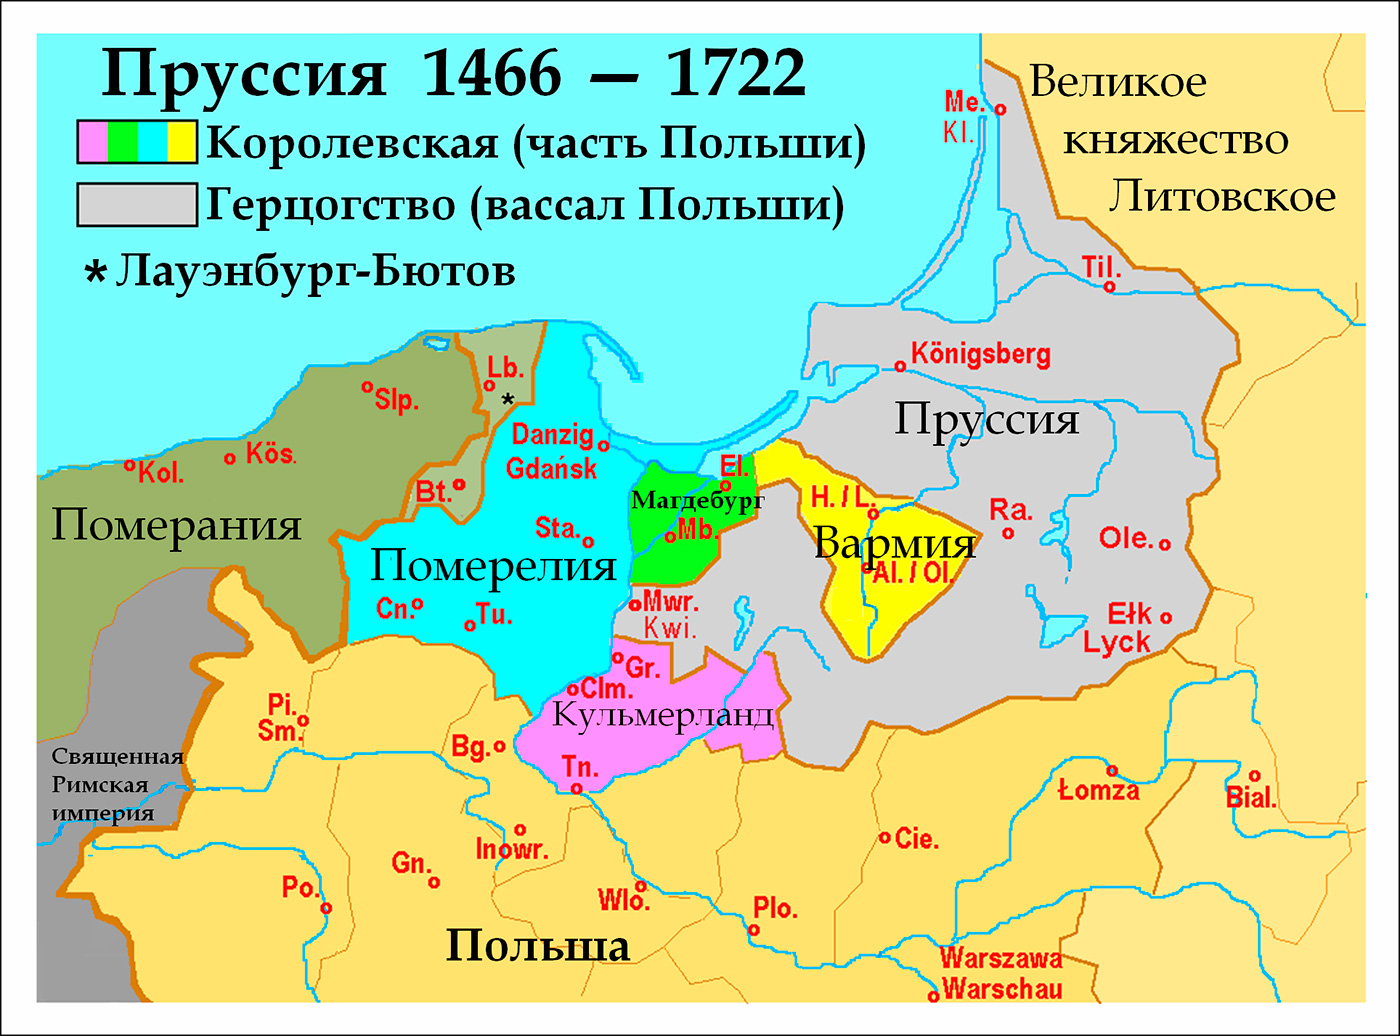 Пруссия 1466 — 1722
Королевская (часть Польши)
Герцогство (вассал Польши)
* Лауэнбург-Бютов
Великое
княжество
Литовское
Me.
Kl.
Til.
Königsberg
Пруссия
Lb.
*
Slp.
Kös.
Kol.
Bt.
Померания
Danzig
Gdańsk
El.
Магдебург
Mb.
Sta.
Померелия
Cn.
Tu.
H. / L.
Вармия
Al. / Ol.
Ra.
Ole.
Ełk
Lyck
Mwr.
Kwi.
Gr.
Clm.
Кульмерланд
Tn.
Pi.
Sm.
Bg.
Священная
Римская
империя
Inowr.
Gn.
Po.
Wlo.
Plo.
Cie.
Łomza
Bial.
Польша
Warszawa
Warschau